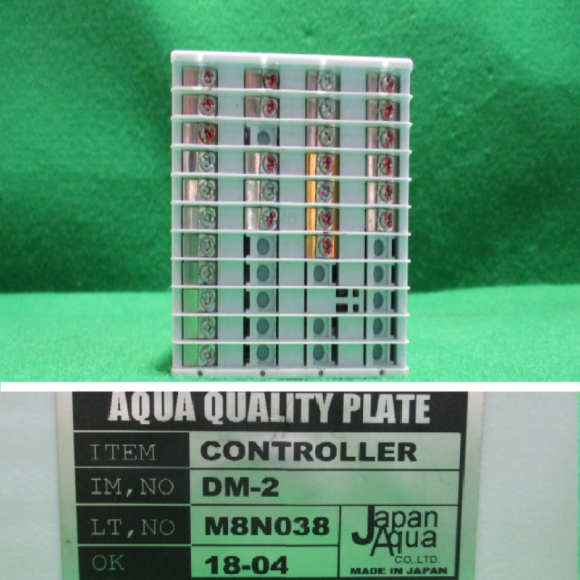 AQUA QUALITY PLATE
ITEM CONTROLLER
IM,NO DM-2
LT,NO M8N038
OK 18-04
Japan
Aqua
CO.,LTD.
MADE IN JAPAN